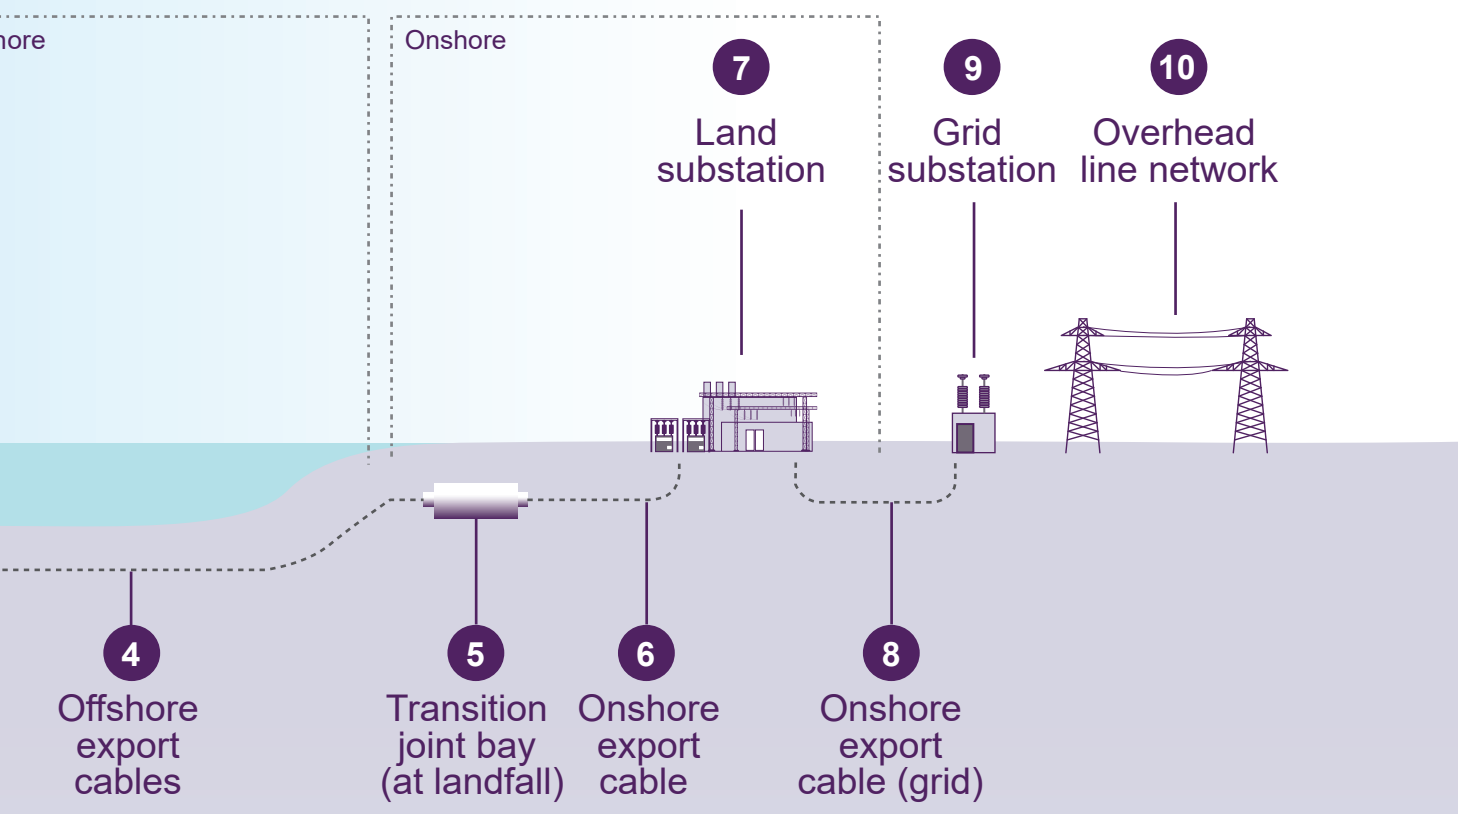 hore
Onshore
7
Land
substation
9
Grid
substation
10
Overhead
line network
4
Offshore
export
cables
5
Transition
joint bay
(at landfall)
6
Onshore
export
cable
8
Onshore
export
cable (grid)